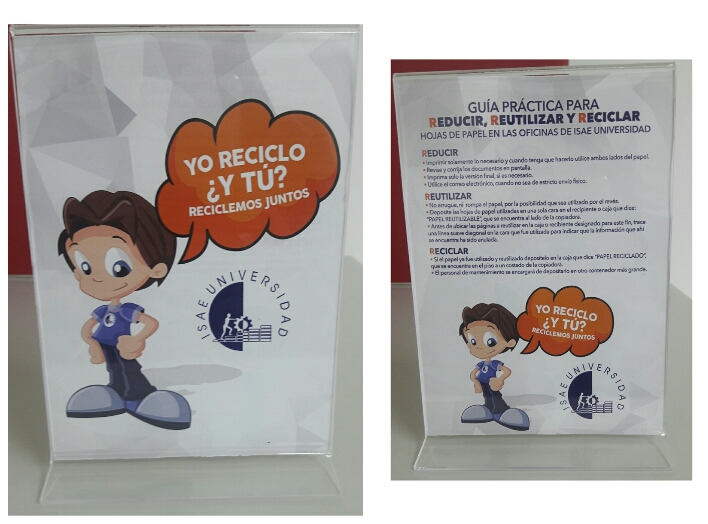 YO RECICLO
¿Y TÚ?
RECICLEMOS JUNTOS
ISAE UNIVERSIDAD
GUÍA PRÁCTICA PARA
REDUCIR, REUTILIZAR Y RECICLAR
HOJAS DE PAPEL EN LAS OFICINAS DE ISAE UNIVERSIDAD
REDUCIR
• Imprimir solamente lo necesario y cuando tenga que hacerlo utilice ambos lados del papel.
• Revise y corrija los documentos en pantalla.
• Imprima solo la versión final, si es necesario.
• Utilice el correo electrónico, cuando no sea de estricto envío físico.
REUTILIZAR
• No arrugue, ni rompa el papel, por la posibilidad que sea utilizado por el revés.
• Deposite las hojas de papel utilizadas en una sola cara en el recipiente o caja que dice:
"PAPEL REUTILIZABLE", que se encuentra al lado de la copiadora.
• Antes de ubicar las páginas a reutilizar en la caja o recipiente designado para este fin, trace
una línea suave diagonal en la cara que fue utilizada para indicar que la información que ahí
se encuentra ha sido anulada.
RECICLAR
• Si el papel ya fue utilizado y reutilizado deposítelo en la caja que dice "PAPEL RECICLADO",
que se encuentra en el piso a un costado de la copiadora.
• El personal de mantenimiento se encargará de depositarlo en otro contenedor más grande.
YO RECICLO
¿Y TÚ?
RECICLEMOS JUNTOS
ISAE UNIVERSIDAD